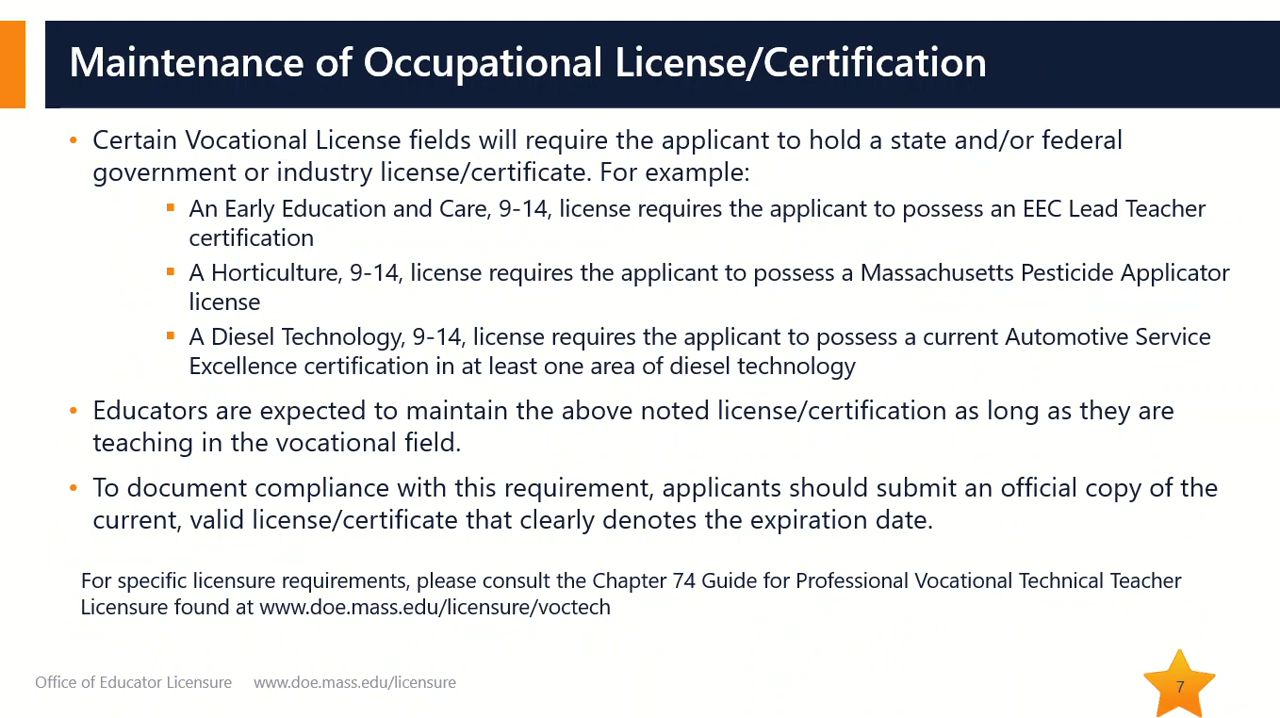 Maintenance of Occupational License/Certification
• Certain Vocational License fields will require the applicant to hold a state and/or federal
government or industry license/certificate. For example:
▪ An Early Education and Care, 9-14, license requires the applicant to possess an EEC Lead Teacher
certification
▪ A Horticulture, 9-14, license requires the applicant to possess a Massachusetts Pesticide Applicator
license
▪ A Diesel Technology, 9-14, license requires the applicant to possess a current Automotive Service
Excellence certification in at least one area of diesel technology
• Educators are expected to maintain the above noted license/certification as long as they are
teaching in the vocational field.
• To document compliance with this requirement, applicants should submit an official copy of the
current, valid license/certificate that clearly denotes the expiration date.
For specific licensure requirements, please consult the Chapter 74 Guide for Professional Vocational Technical Teacher
Licensure found at www.doe.mass.edu/licensure/voctech
Office of Educator Licensure www.doe.mass.edu/licensure
7